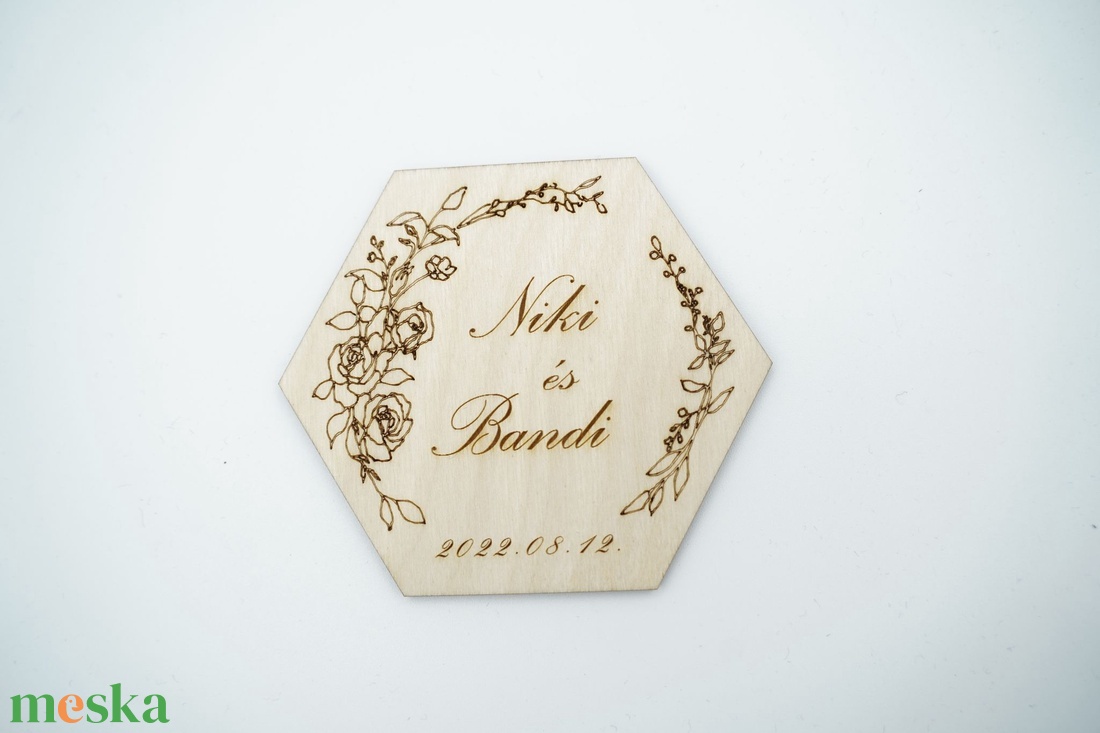 Niki
és
Bandi
2022.08.12.
meska